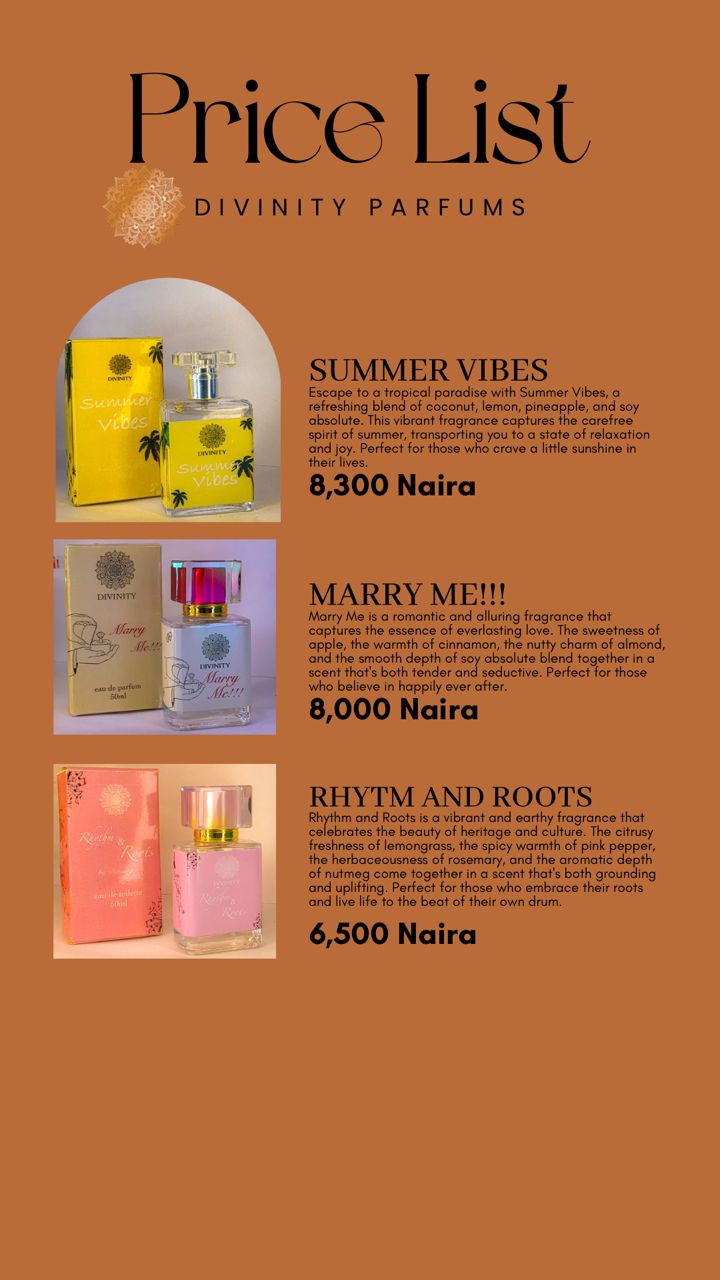 Price List
DIVINITY PARFUMS
DIVINITY
Summer
Vibes
DIVINITY
Summer
Vibes
SUMMER VIBES
Escape to a tropical paradise with Summer Vibes, a
refreshing blend of coconut, lemon, pineapple, and soy
absolute. This vibrant fragrance captures the carefree
spirit of summer, transporting you to a state of relaxation
and joy. Perfect for those who crave a little sunshine in
their lives.
8,300 Naira
DIVINITY
Marry
Me!!!
eau de parfum
50ml
DIVINITY
Marry
Me!!!
MARRY ME!!!
Marry Me is a romantic and alluring fragrance that
captures the essence of everlasting love. The sweetness of
apple, the warmth of cinnamon, the nutty charm of almond,
and the smooth depth of soy absolute blend together in a
scent that's both tender and seductive. Perfect for those
who believe in happily ever after.
8,000 Naira
Rhythm &
Roots
eau de toilette
50ml
DIVINITY
Rhythm &
Roots
RHYTM AND ROOTS
Rhythm and Roots is a vibrant and earthy fragrance that
celebrates the beauty of heritage and culture. The citrusy
freshness of lemongrass, the spicy warmth of pink pepper,
the herbaceousness of rosemary, and the aromatic depth
of nutmeg come together in a scent that's both grounding
and uplifting. Perfect for those who embrace their roots
and live life to the beat of their own drum.
6,500 Naira